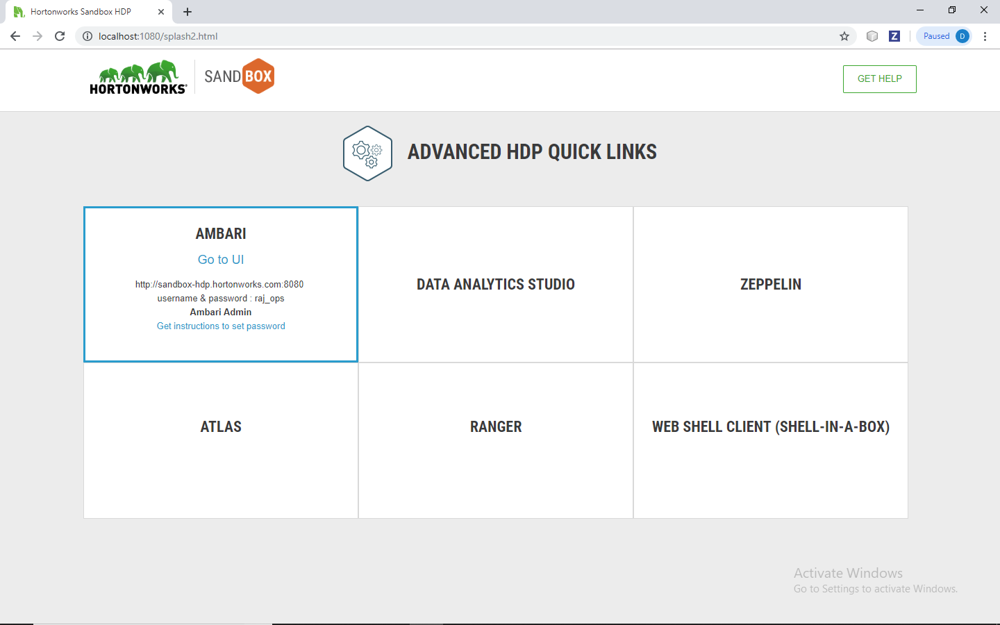 Hortonworks Sandbox HDP
localhost:1080/splash2.html
Z
Paused
D
HORTONWORKS®
SANDBOX
GET HELP
ADVANCED HDP QUICK LINKS
AMBARI
Go to UI
http://sandbox-hdp.hortonworks.com:8080
username & password : raj_ops
Ambari Admin
Get instructions to set password
DATA ANALYTICS STUDIO
ZEPPELIN
ATLAS
RANGER
WEB SHELL CLIENT (SHELL-IN-A-BOX)
Activate Windows
Go to Settings to activate Windows.